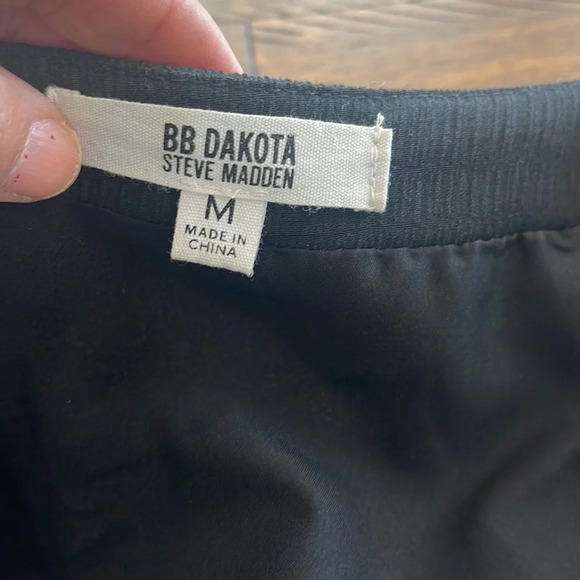 BB DAKOTA
STEVE MADDEN
M
MADE IN
CHINA